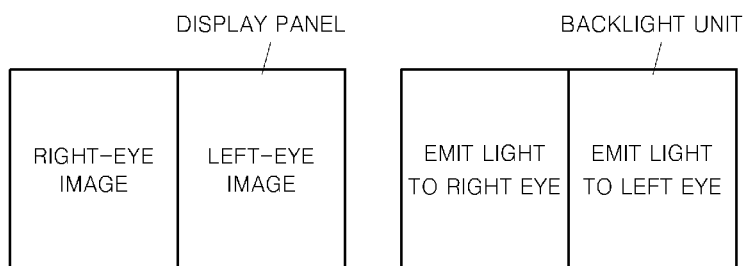 DISPLAY PANEL
BACKLIGHT UNIT
RIGHT-EYE
IMAGE
LEFT-EYE
IMAGE
EMIT LIGHT
TO RIGHT EYE
EMIT LIGHT
TO LEFT EYE